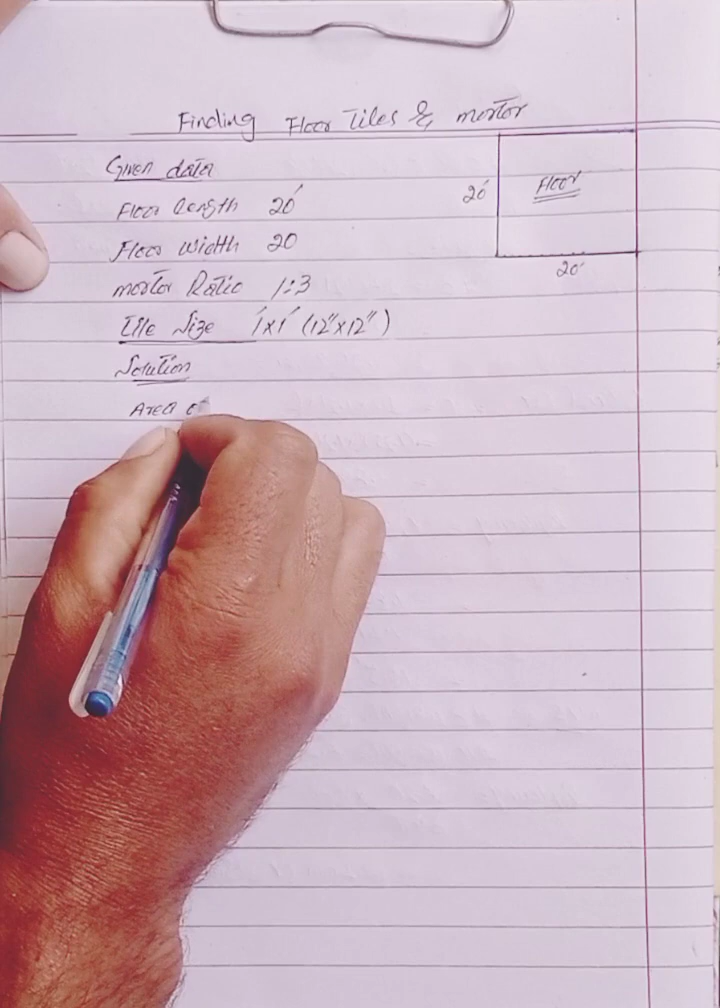 Finding Floor Tiles & mortor
Given data
Floor Length 20'
Floor Width 20
mortor Ratio 1:3
Tile Size 1'x1' (12"x12")
Solution
Area of
20'
Floor
20'